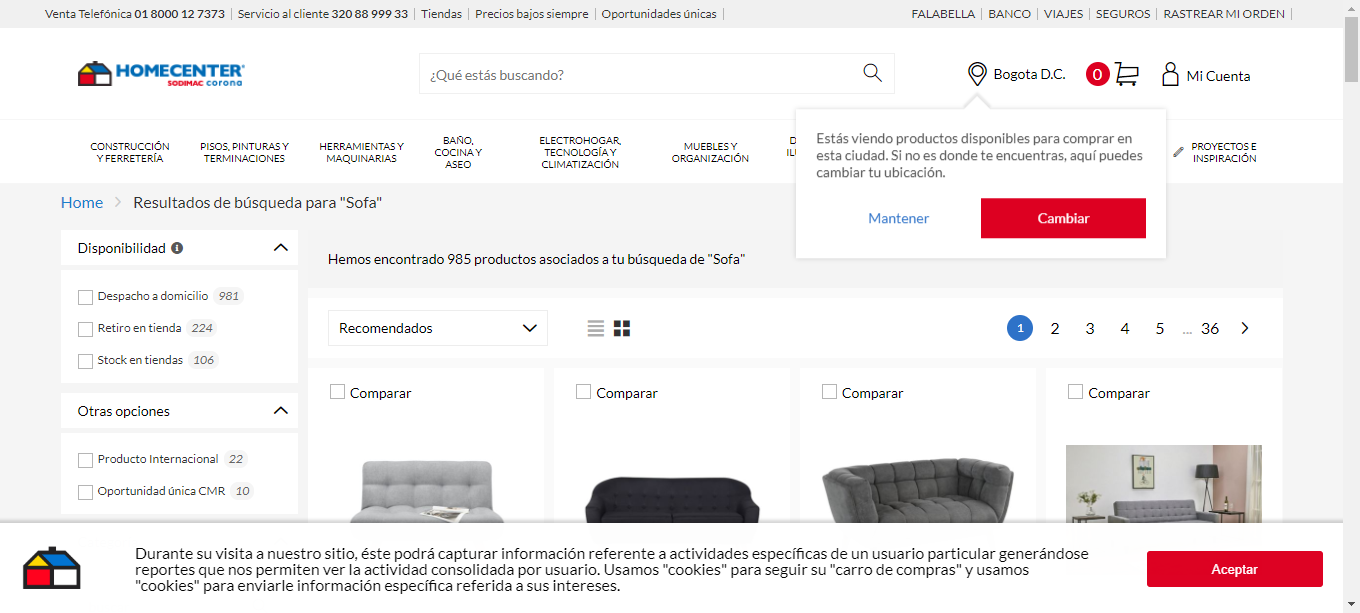 Venta Telefónica 01 8000 12 7373 | Servicio al cliente 320 88 999 33 | Tiendas | Precios bajos siempre | Oportunidades únicas |
FALABELLA | BANCO | VIAJES | SEGUROS | RASTREAR MI ORDEN |
HOMECENTER
SODIMAC corona
¿Qué estás buscando?
Bogota D.C.
0
Mi Cuenta
CONSTRUCCIÓN
Y FERRETERÍA
PISOS, PINTURAS Y
TERMINACIONES
HERRAMIENTAS Y
MAQUINARIAS
BAÑO,
COCINA Y
ASEO
ELECTROHOGAR,
TECNOLOGÍA Y
CLIMATIZACIÓN
MUEBLES Y
ORGANIZACIÓN
PROYECTOS E
INSPIRACIÓN
Estás viendo productos disponibles para comprar en
esta ciudad. Si no es donde te encuentras, aquí puedes
cambiar tu ubicación.
Mantener
Cambiar
Home
Resultados de búsqueda para "Sofa"
Disponibilidad
Despacho a domicilio 981
Retiro en tienda 224
Stock en tiendas 106
Otras opciones
Producto Internacional 22
Oportunidad única CMR 10
Hemos encontrado 985 productos asociados a tu búsqueda de "Sofa"
Recomendados
1 2 3 4 5 ... 36
Comparar
Comparar
Comparar
Comparar
Durante su visita a nuestro sitio, éste podrá capturar información referente a actividades específicas de un usuario particular generándose
reportes que nos permiten ver la actividad consolidada por usuario. Usamos "cookies" para seguir su "carro de compras" y usamos
"cookies" para enviarle información específica referida a sus intereses.
Aceptar